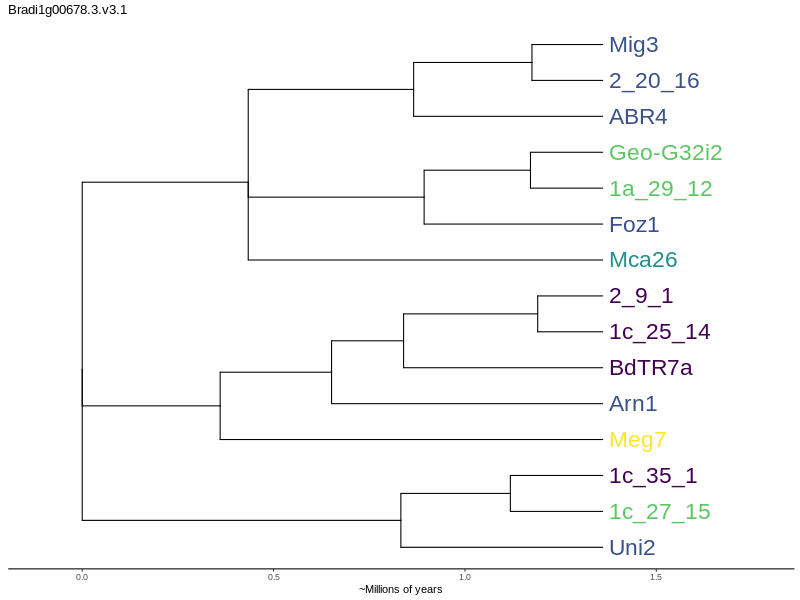 Bradi1g00678.3.v3.1
Mig3
2_20_16
ABR4
Geo-G32i2
1a_29_12
Foz1
Mca26
2_9_1
1c_25_14
BdTR7a
Arn1
Meg7
1c_35_1
1c_27_15
Uni2
0.0 0.5 1.0 1.5
~Millions of years